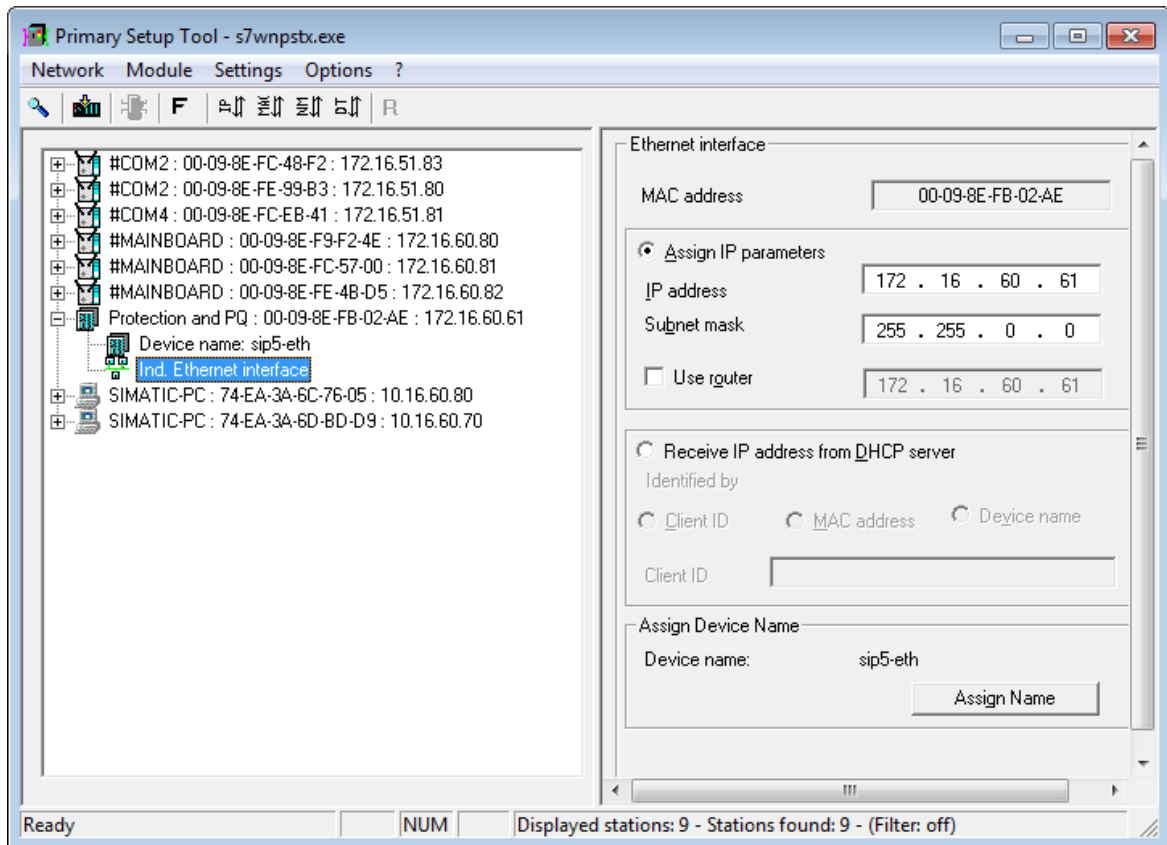 Primary Setup Tool - s7wnpstx.exe
Network Module Settings Options ?
F R
#COM2 : 00-09-8E-FC-48-F2 : 172.16.51.83
#COM2 : 00-09-8E-FE-99-B3 : 172.16.51.80
#COM4 : 00-09-8E-FC-EB-41 : 172.16.51.81
#MAINBOARD : 00-09-8E-F9-F2-4E : 172.16.60.80
#MAINBOARD : 00-09-8E-FC-57-00 : 172.16.60.81
#MAINBOARD : 00-09-8E-FE-4B-D5 : 172.16.60.82
Protection and PQ : 00-09-8E-FB-02-AE : 172.16.60.61
Device name: sip5-eth
Ind. Ethernet interface
SIMATIC-PC : 74-EA-3A-6C-76-05 : 10.16.60.80
SIMATIC-PC : 74-EA-3A-6D-BD-D9 : 10.16.60.70
Ethernet interface
MAC address 00-09-8E-FB-02-AE
Assign IP parameters
IP address 172 . 16 . 60 . 61
Subnet mask 255 . 255 . 0 . 0
Use router 172 . 16 . 60 . 61
Receive IP address from DHCP server
Identified by
Client ID MAC address Device name
Client ID
Assign Device Name
Device name: sip5-eth
Assign Name
Ready NUM Displayed stations: 9 - Stations found: 9 - (Filter: off)